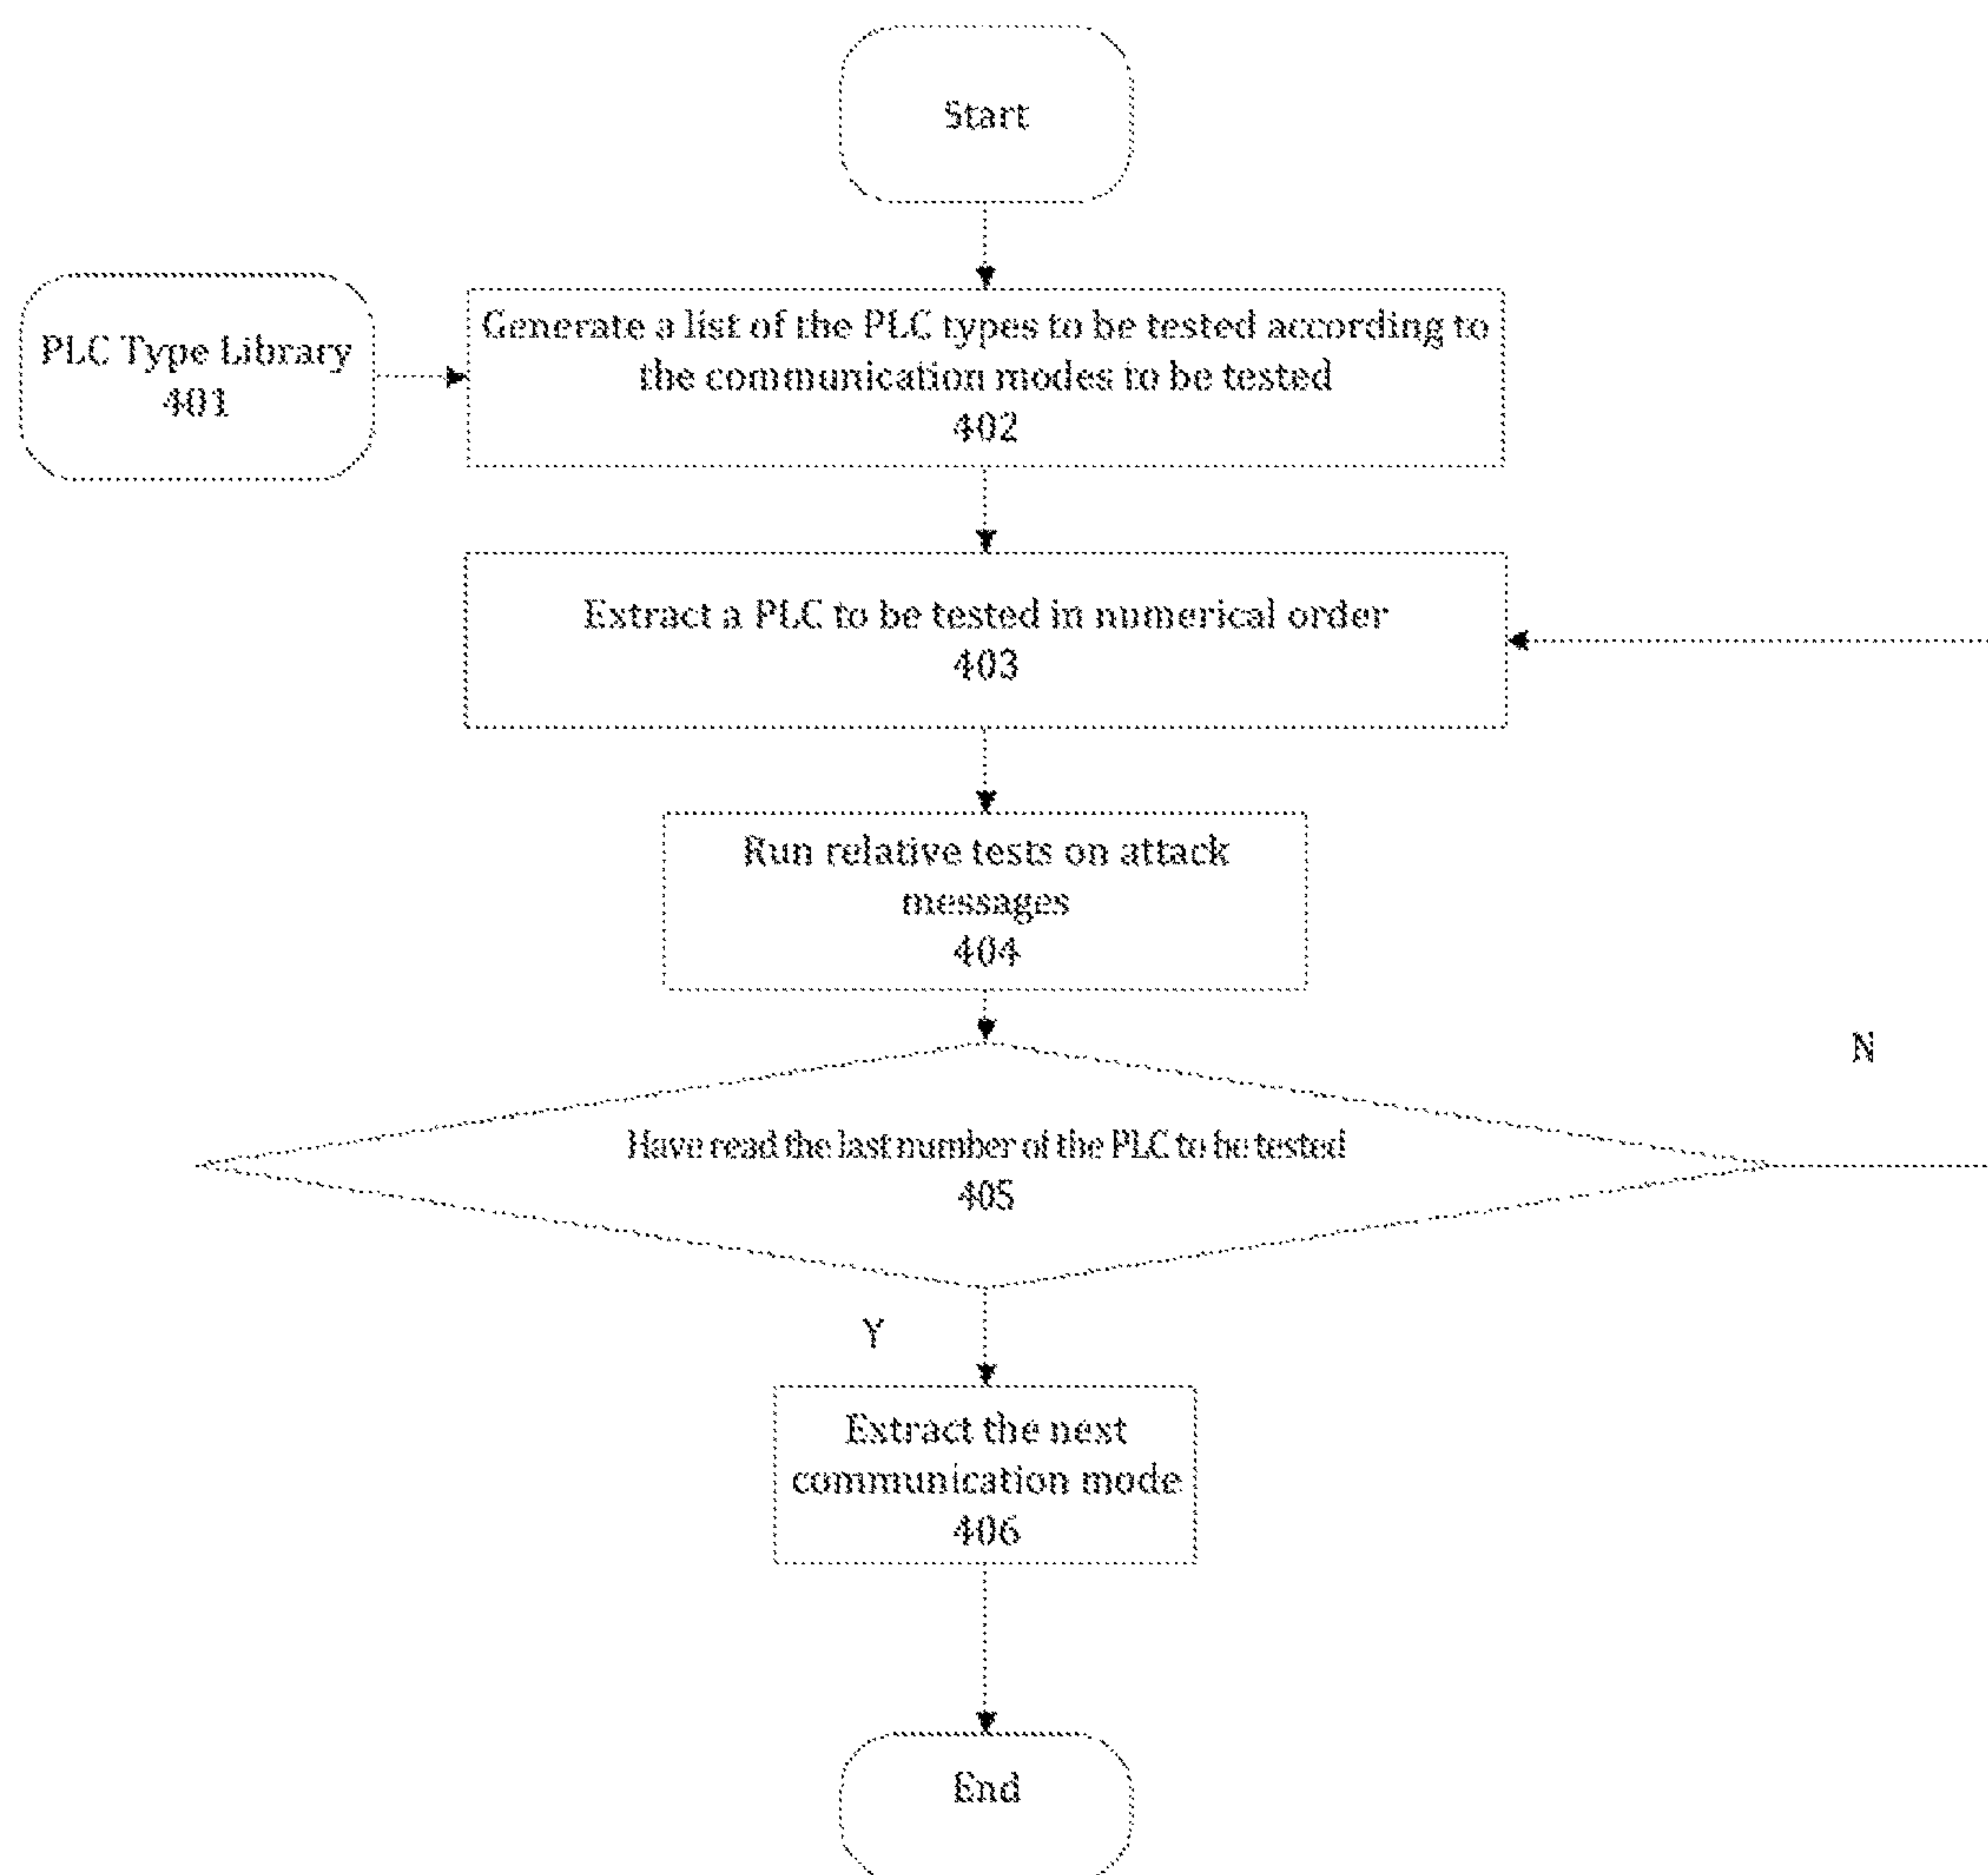 Start
PLC Type Library
401
Generate a list of the PLC types to be tested according to
the communication modes to be tested
402
Extract a PLC to be tested in numerical order
403
Run relative tests on attack
messages
404
N
Have read the last number of the PLC to be tested
405
Y
Extract the next
communication mode
406
End